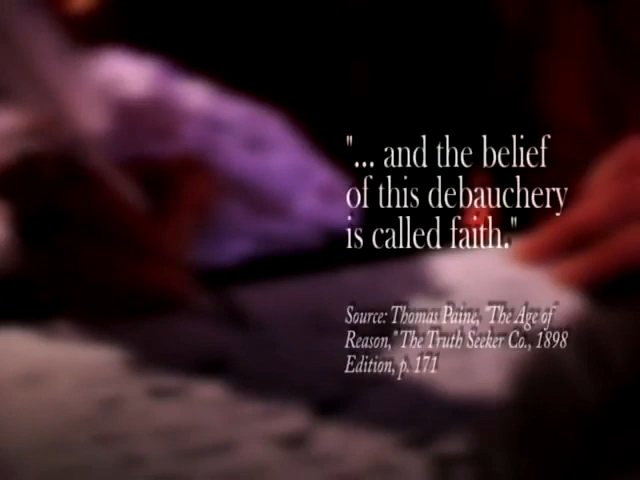 "... and the belief
of this debauchery
is called faith."
Source: Thomas Paine, "The Age of
Reason," The Truth Seeker Co., 1898
Edition, p. 171